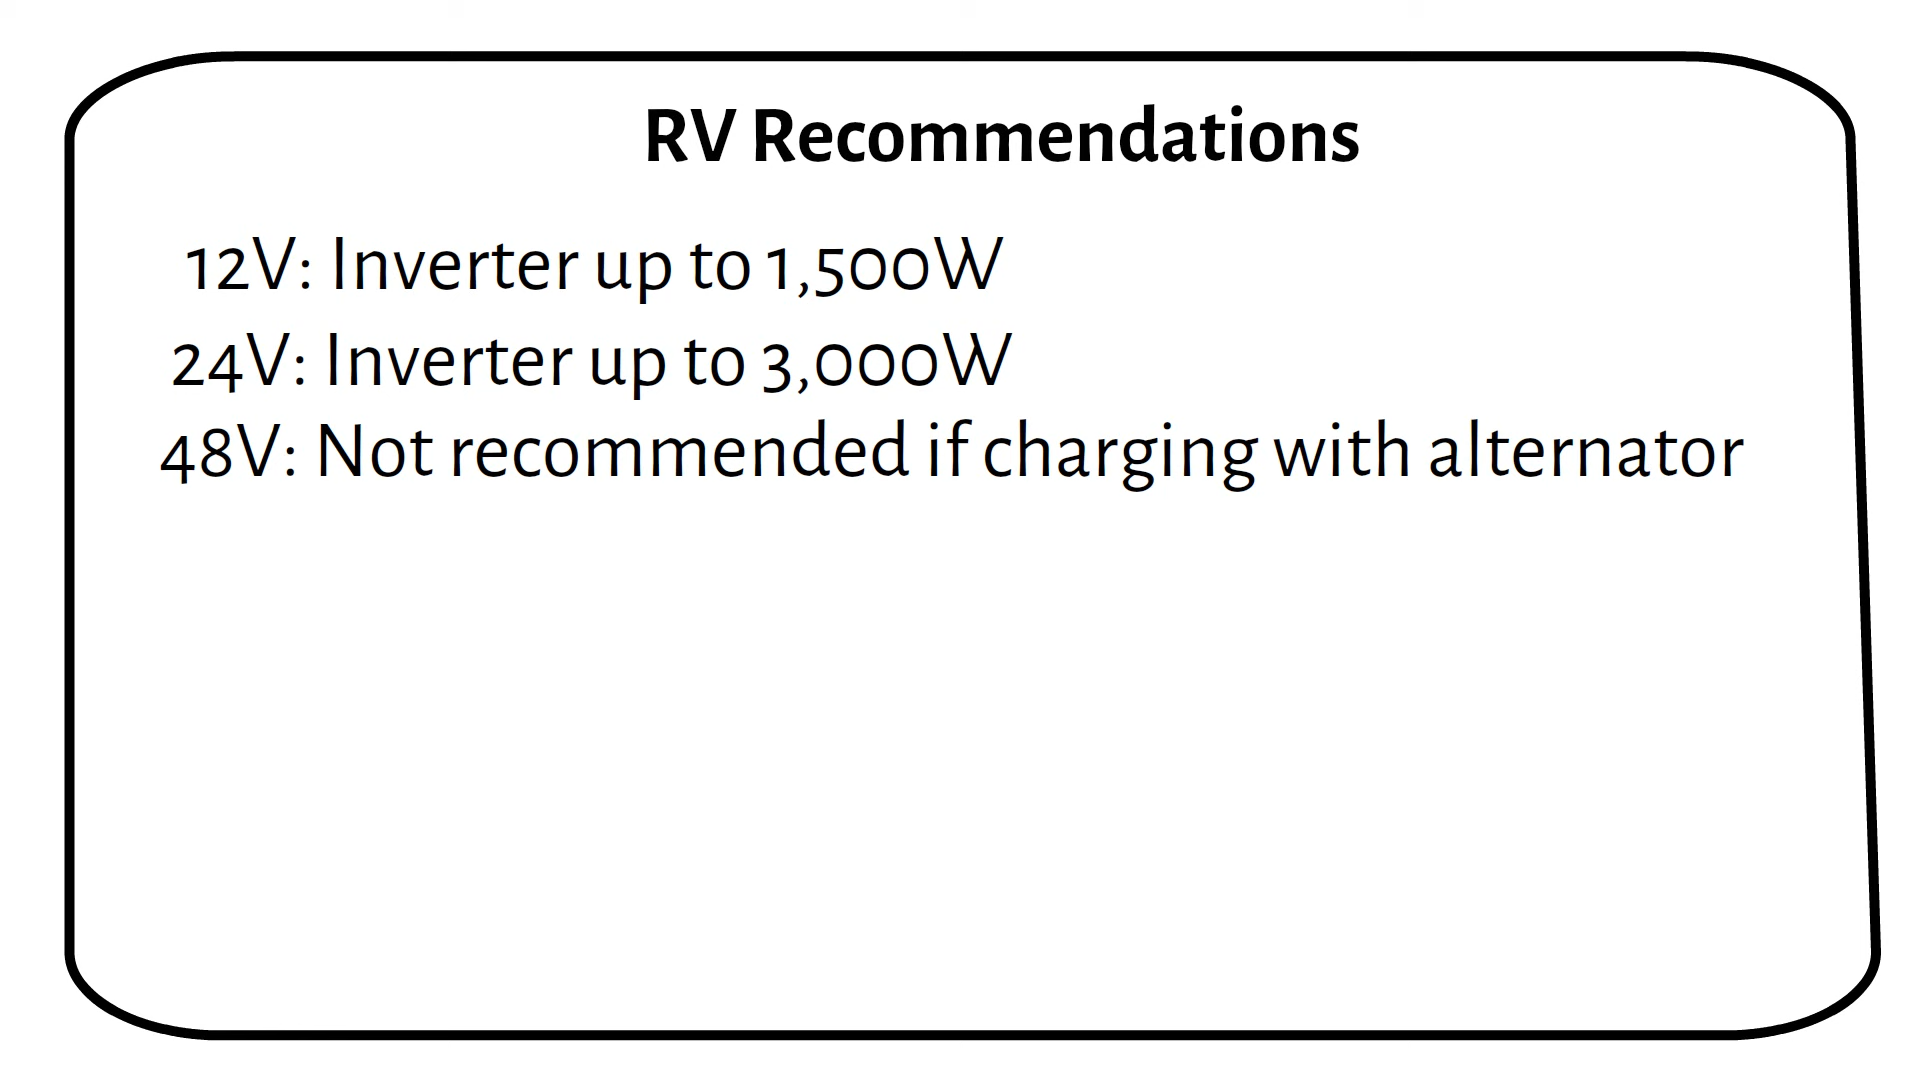 RV Recommendations
12V: Inverter up to 1,500W
24V: Inverter up to 3,000W
48V: Not recommended if charging with alternator